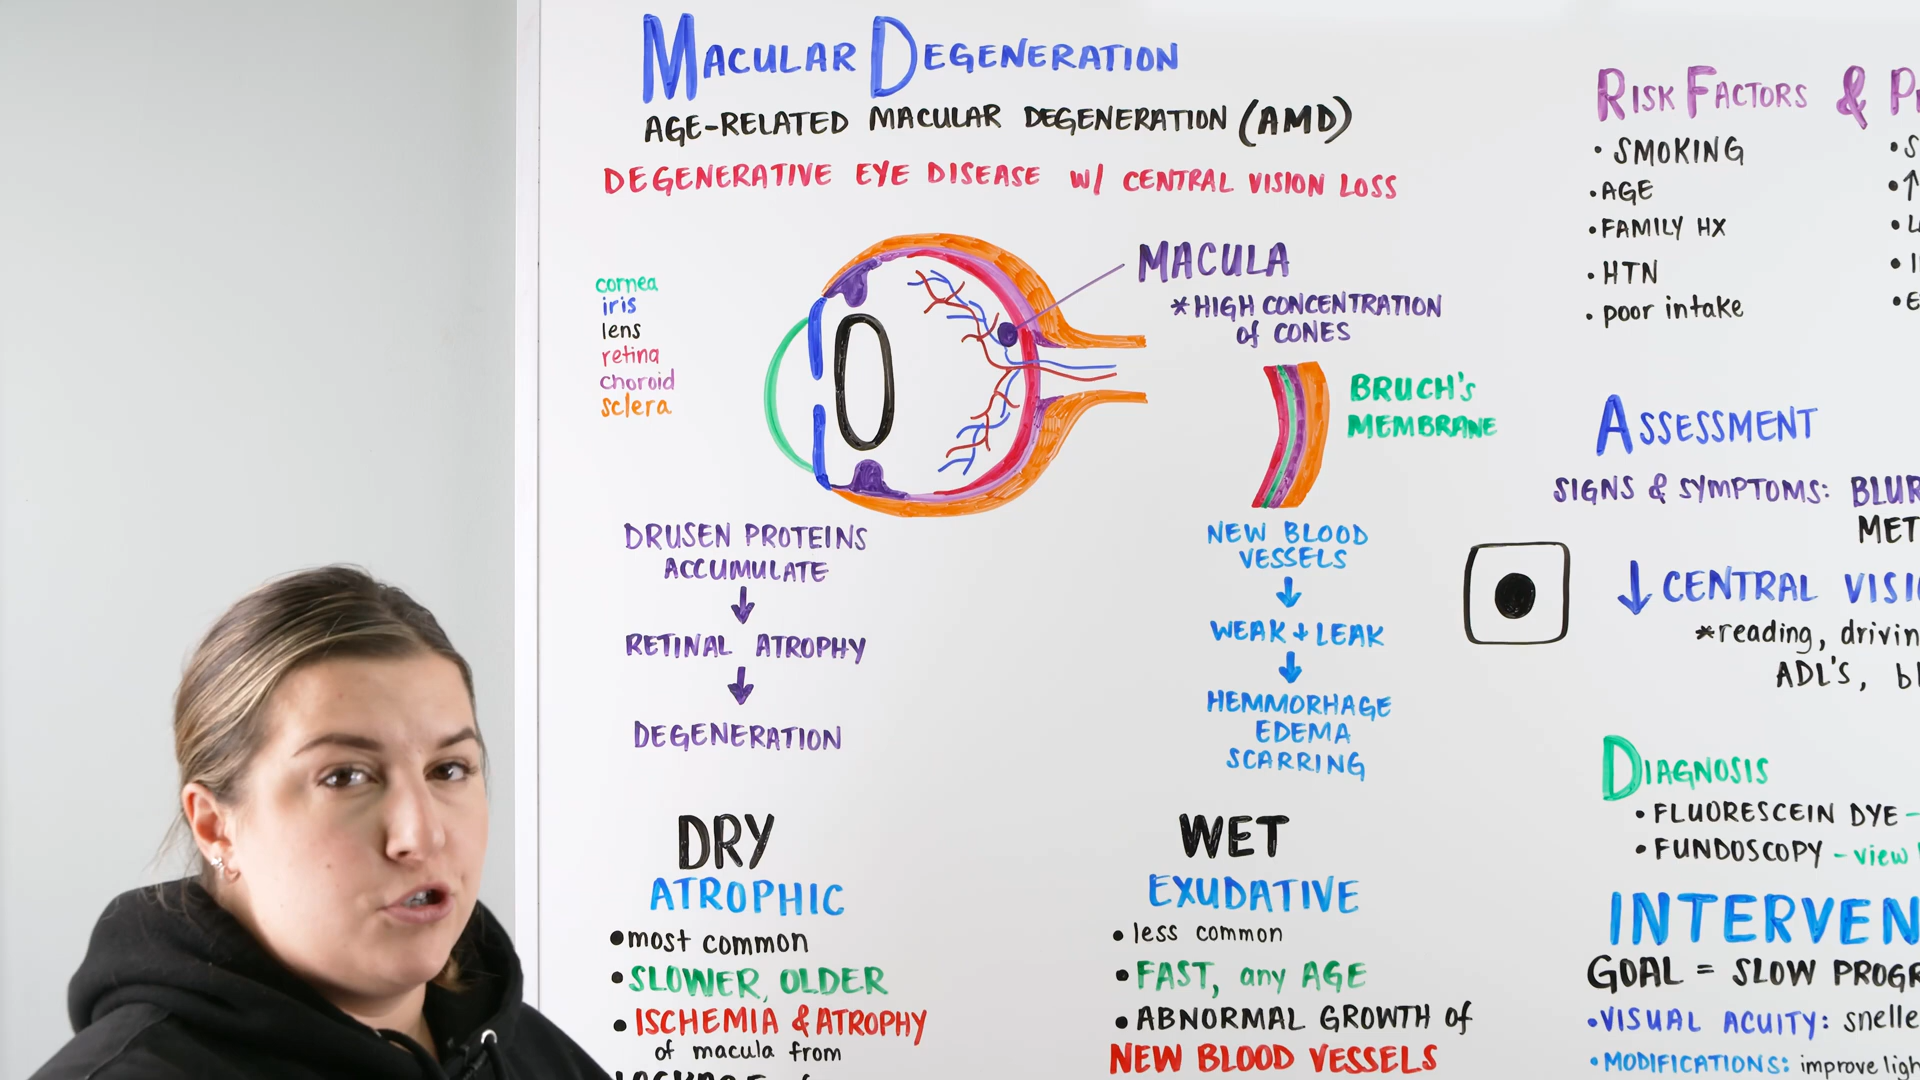 MACULAR DEGENERATION
AGE-RELATED MACULAR DEGENERATION (AMD)
DEGENERATIVE EYE DISEASE W/ CENTRAL VISION LOSS
cornea
iris
lens
retina
choroid
sclera
MACULA
*HIGH CONCENTRATION
of CONES
BRUCH'S
MEMBRANE
DRUSEN PROTEINS
ACCUMULATE
↓
RETINAL ATROPHY
↓
DEGENERATION
NEW BLOOD
VESSELS
↓
WEAK + LEAK
↓
HEMMORHAGE
EDEMA
SCARRING
DRY
ATROPHIC
• most common
• SLOWER, OLDER
• ISCHEMIA & ATROPHY
of macula from
WET
EXUDATIVE
• less common
• FAST, any AGE
• ABNORMAL GROWTH of
NEW BLOOD VESSELS
RISK FACTORS &
• SMOKING
• AGE
• FAMILY HX
• HTN
• poor intake
ASSESSMENT
SIGNS & SYMPTOMS:
↓ CENTRAL
*reading,
ADL'S,
DIAGNOSIS
• FLUORESCEIN DYE -
• FUNDOSCOPY - view
GOAL = SLOW
• VISUAL ACUITY:
• MODIFICATIONS: improve